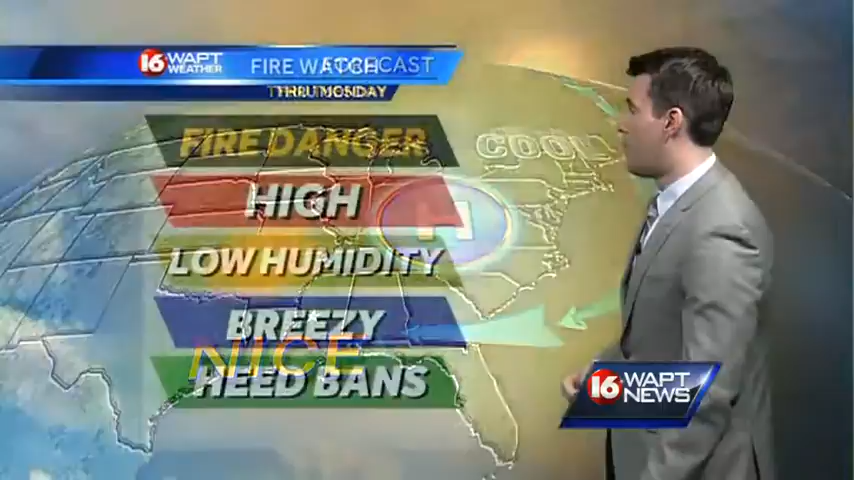 16 WAPT WEATHER
FIRE WATCH
FORECAST
THRU MONDAY
FIRE DANGER
COOL!
HIGH
H
LOW HUMIDITY
BREEZY
NICE
HEED BANS
16 WAPT NEWS